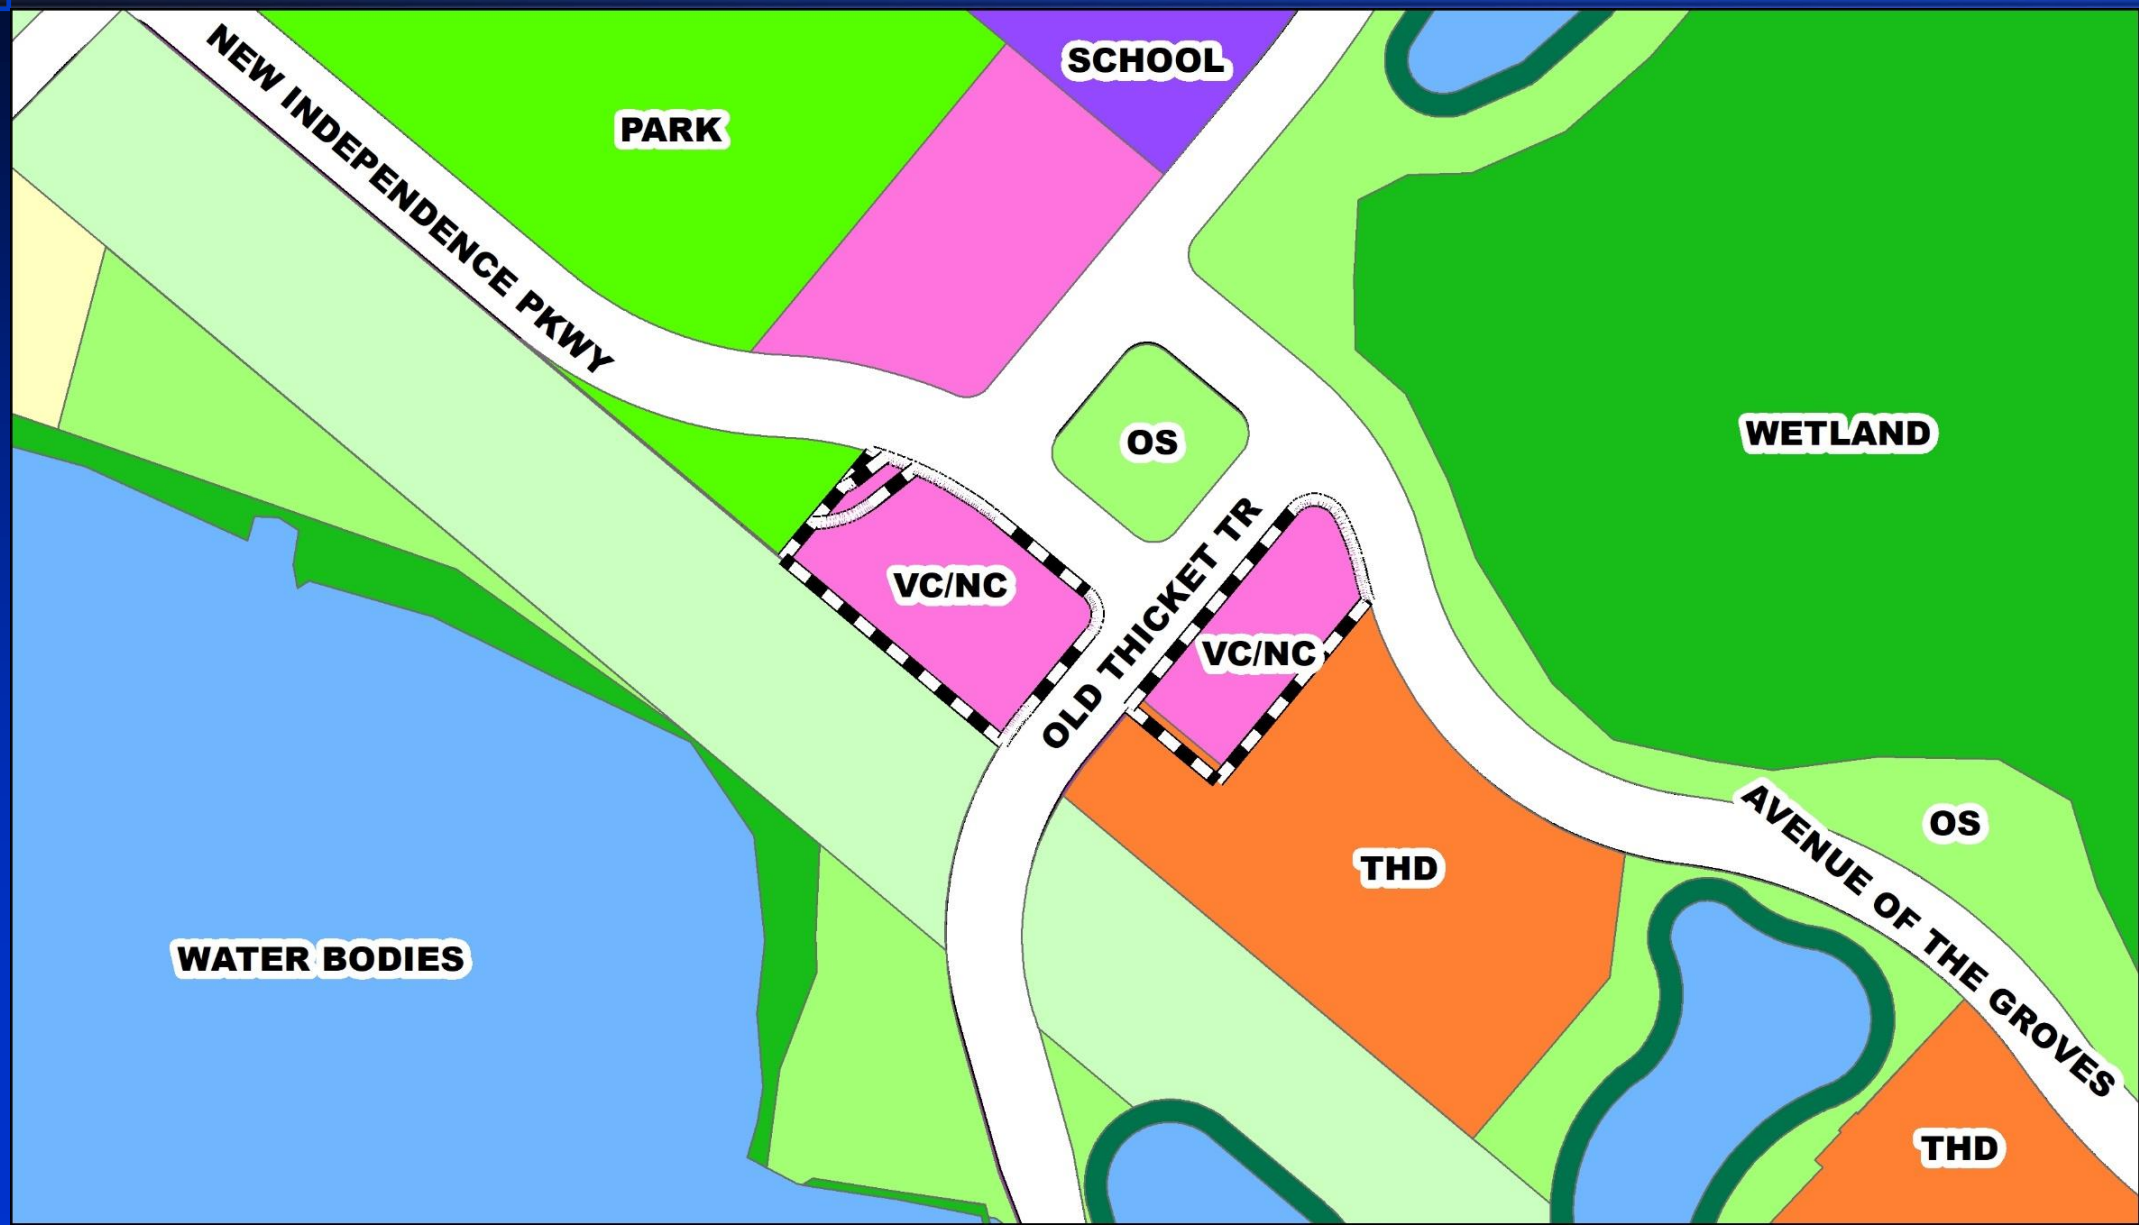 SCHOOL
NEW INDEPENDENCE PKWY
PARK
WETLAND
OS
VC/NC
OLD THICKET TR
VC/NC
OS
THD
AVENUE OF THE GROVES
WATER BODIES
THD